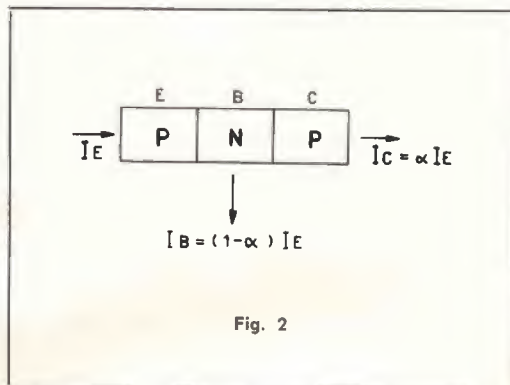 E B C
P N P
IE
IC = α IE
IB = (1-α) IE
Fig. 2